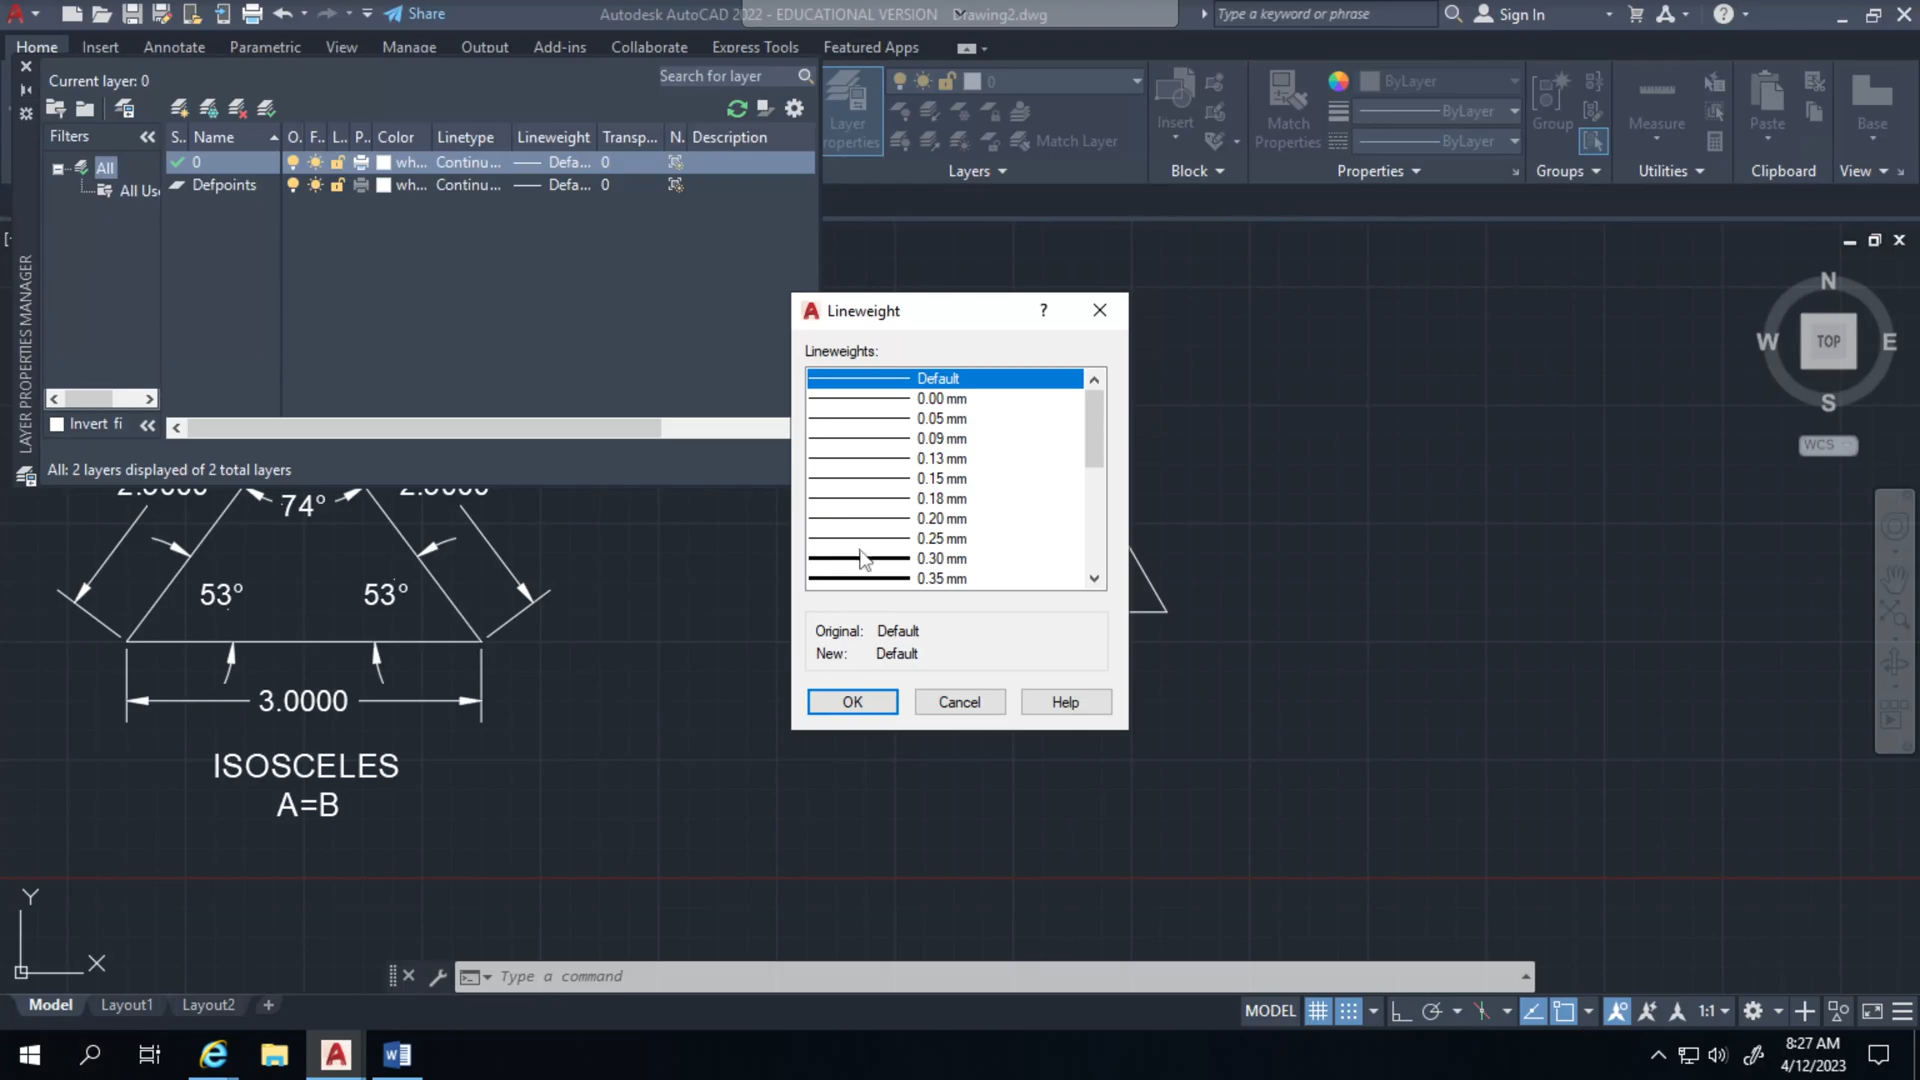 Share
Autodesk AutoCAD 2022 - EDUCATIONAL VERSION
Drawing2.dwg
Type a keyword or phrase
Sign In
Home
Insert
Annotate
Parametric
View
Manage
Output
Add-ins
Collaborate
Express Tools
Featured Apps
Current layer: 0
Search for layer
Filters
S..
Name
O.
F..
L..
P..
Color
Linetype
Lineweight
Transp...
N.
Description
All
0
wh...
Continu...
Defa...
0
All Us
Defpoints
wh...
Continu...
Defa...
0
Invert fi
All: 2 layers displayed of 2 total layers
LAYER PROPERTIES MANAGER
Layer
roperties
0
Match Layer
Layers
Insert
Block
Match
Properties
ByLayer
ByLayer
ByLayer
Properties
Group
Groups
Measure
Utilities
Paste
Clipboard
Base
View
Lineweight
?
Lineweights:
Default
0.00 mm
0.05 mm
0.09 mm
0.13 mm
0.15 mm
0.18 mm
0.20 mm
0.25 mm
0.30 mm
0.35 mm
Original: Default
New: Default
OK
Cancel
Help
N
W
TOP
E
S
WCS
74°
53°
53°
3.0000
ISOSCELES
A=B
Y
X
Type a command
Model
Layout1
Layout2
+
MODEL
1:1
8:27 AM
4/12/2023